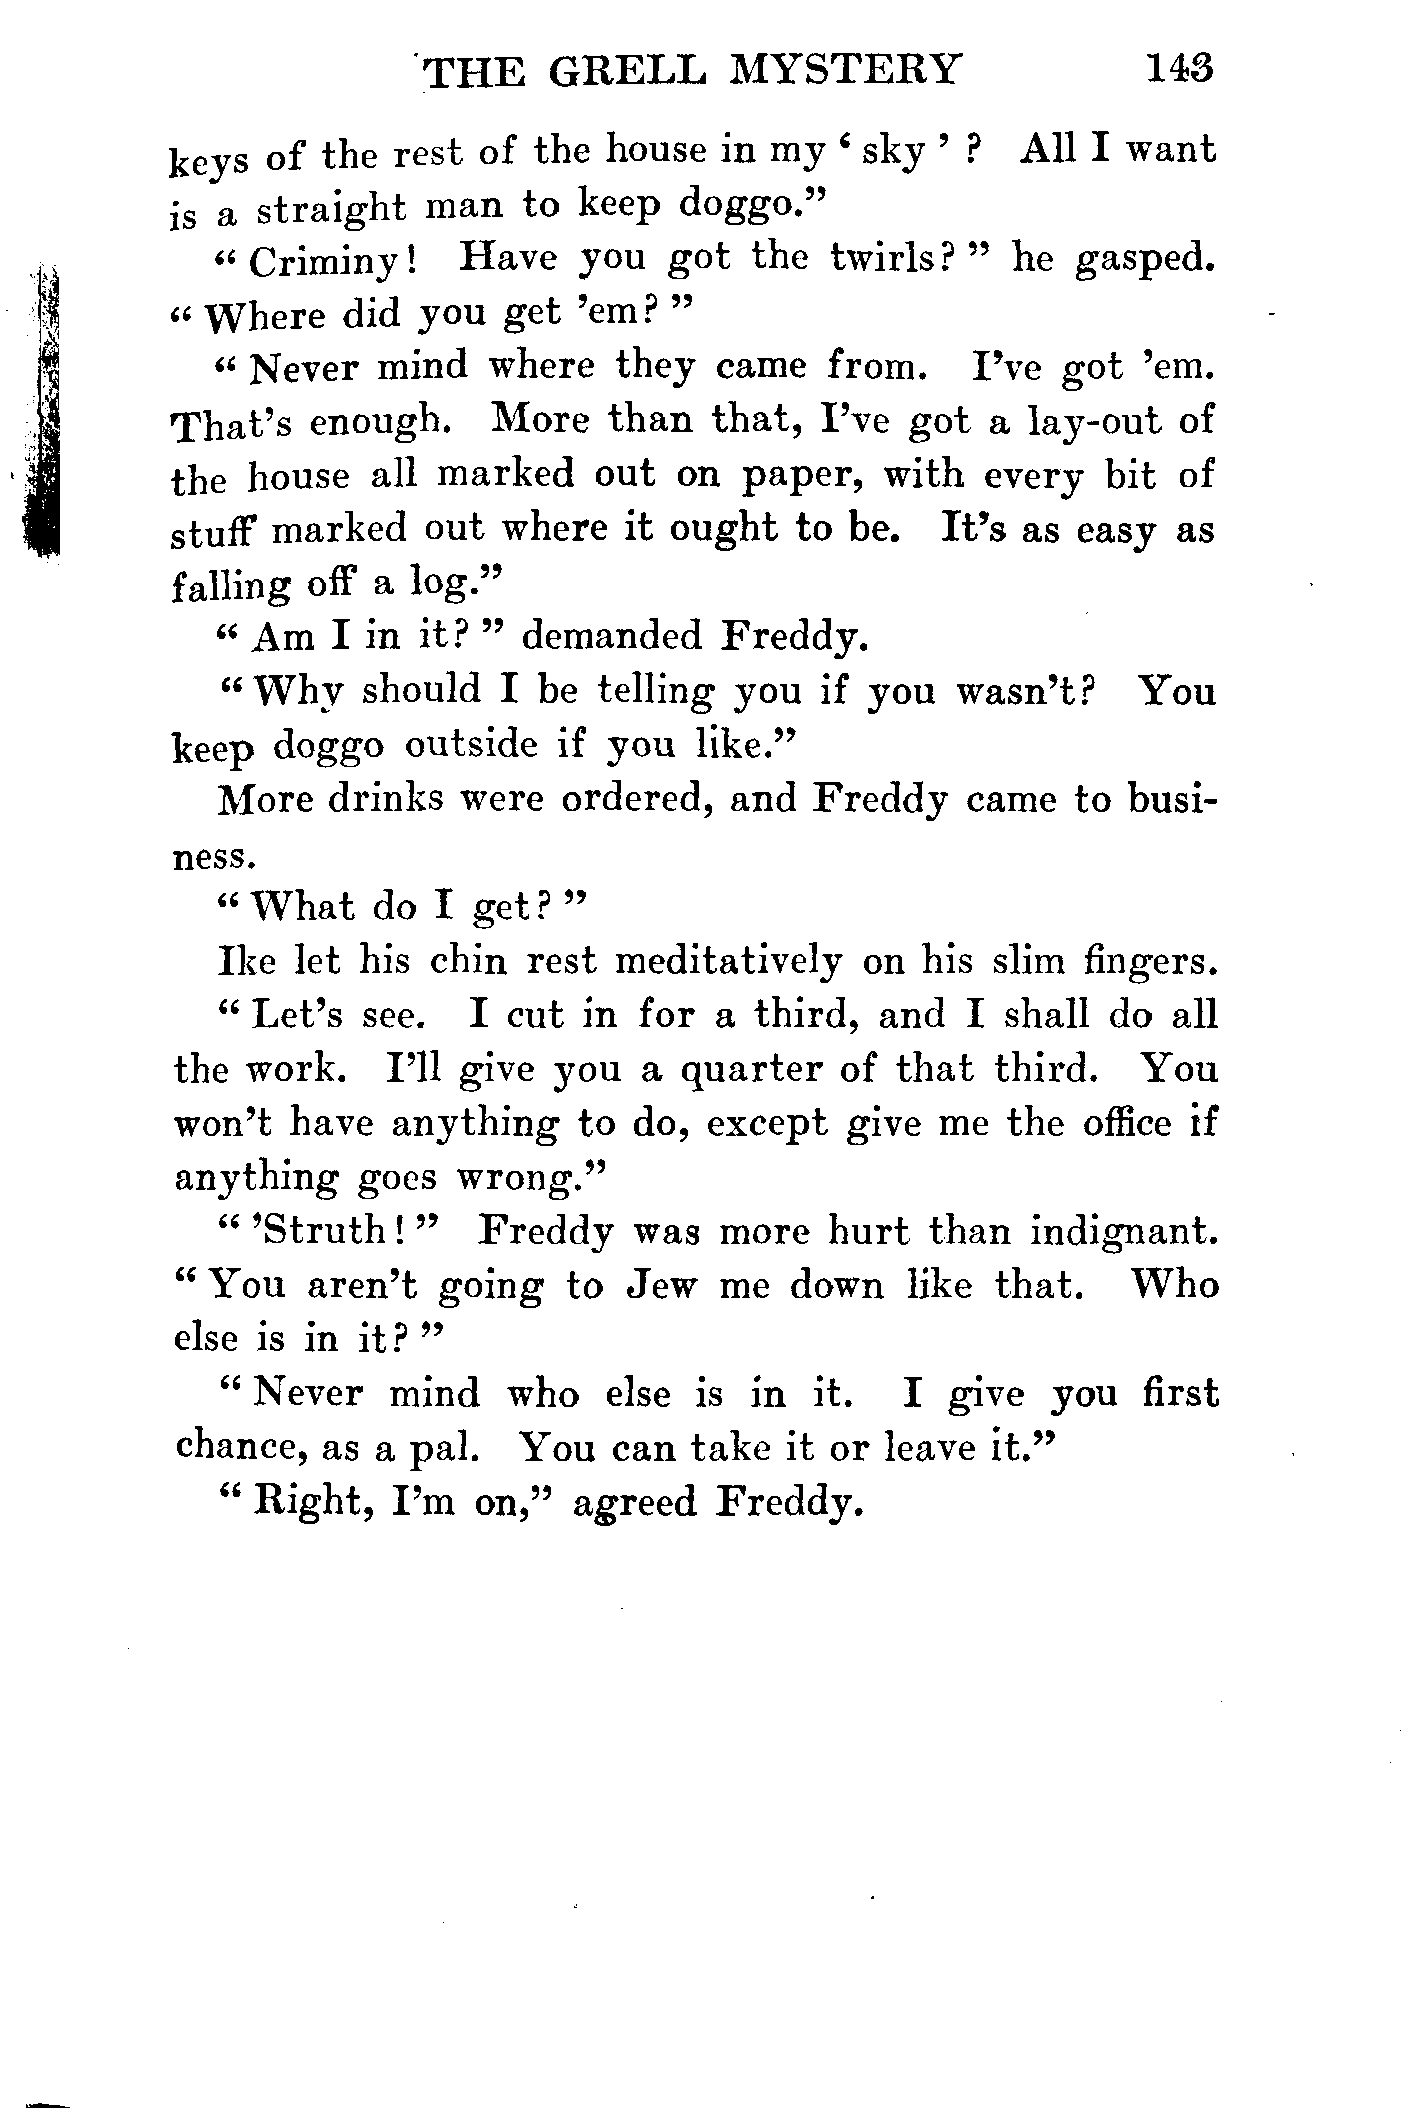 THE GRELL MYSTERY 143
keys of the rest of the house in my ‘ sky ’ ? All I want
is a straight man to keep doggo.”
“ Criminy! Have you got the twirls? ” he gasped.
“ Where did you get ’em? ”
“ Never mind where they came from. I’ve got ’em.
That’s enough. More than that, I’ve got a lay-out of
the house all marked out on paper, with every bit of
stuff marked out where it ought to be. It’s as easy as
falling off a log.”
“ Am I in it? ” demanded Freddy.
“ Why should I be telling you if you wasn’t? You
keep doggo outside if you like.”
More drinks were ordered, and Freddy came to busi-
ness.
“ What do I get? ”
Ike let his chin rest meditatively on his slim fingers.
“ Let’s see. I cut in for a third, and I shall do all
the work. I’ll give you a quarter of that third. You
won’t have anything to do, except give me the office if
anything goes wrong.”
“ ’Struth! ” Freddy was more hurt than indignant.
“ You aren’t going to Jew me down like that. Who
else is in it? ”
“ Never mind who else is in it. I give you first
chance, as a pal. You can take it or leave it.”
“ Right, I’m on,” agreed Freddy.